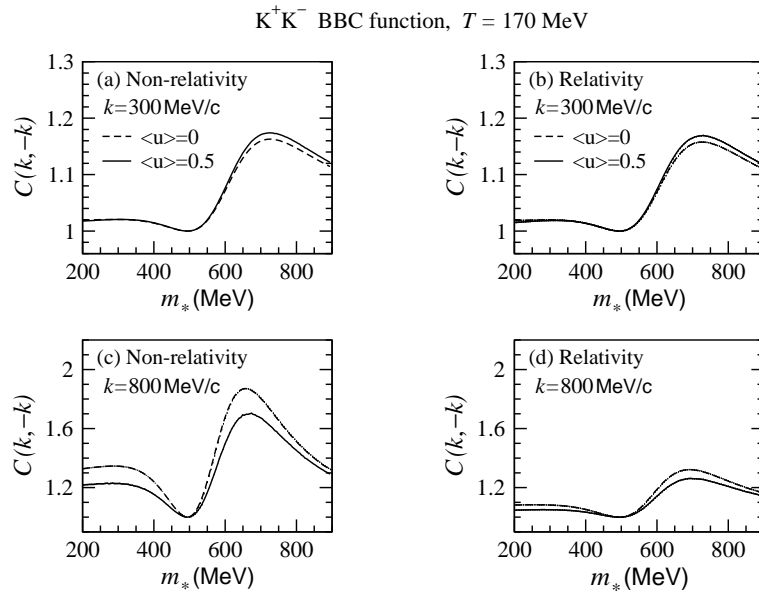 K⁺K⁻ BBC function, T = 170 MeV
(a) Non-relativity
k=300 MeV/c
<u>=0
<u>=0.5
C(k,−k)
1.3
1.2
1.1
1
200 400 600 800
m* (MeV)
(b) Relativity
k=300 MeV/c
<u>=0
<u>=0.5
C(k,−k)
1.3
1.2
1.1
1
200 400 600 800
m* (MeV)
(c) Non-relativity
k=800 MeV/c
C(k,−k)
2
1.6
1.2
200 400 600 800
m* (MeV)
(d) Relativity
k=800 MeV/c
C(k,−k)
2
1.6
1.2
200 400 600 800
m* (MeV)